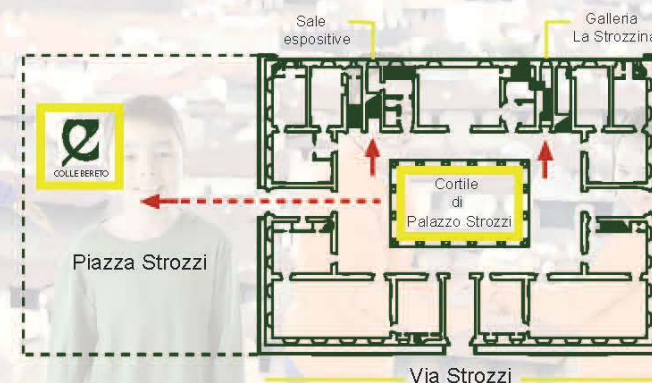 Sale
espositive
Galleria
La Strozzina
COLLE BERETO
Cortile
di
Palazzo Strozzi
Piazza Strozzi
Via Strozzi